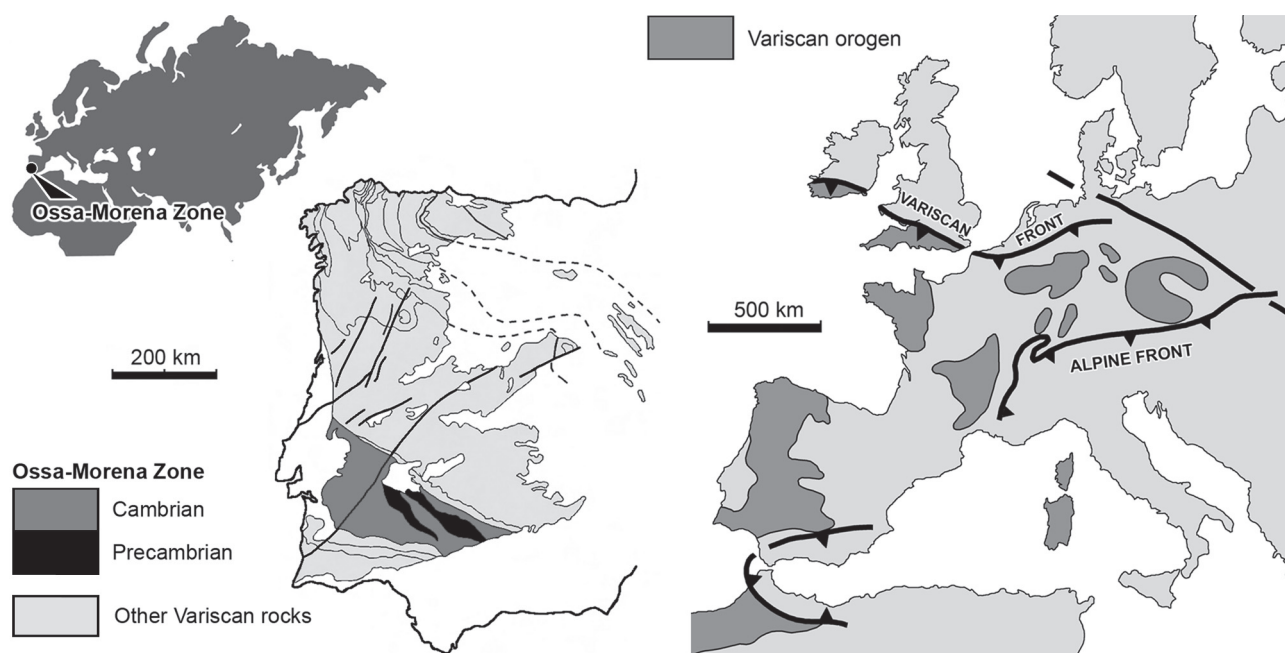 Ossa-Morena Zone
200 km
Ossa-Morena Zone
Cambrian
Precambrian
Other Variscan rocks
Variscan orogen
VARISCAN
FRONT
500 km
ALPINE FRONT